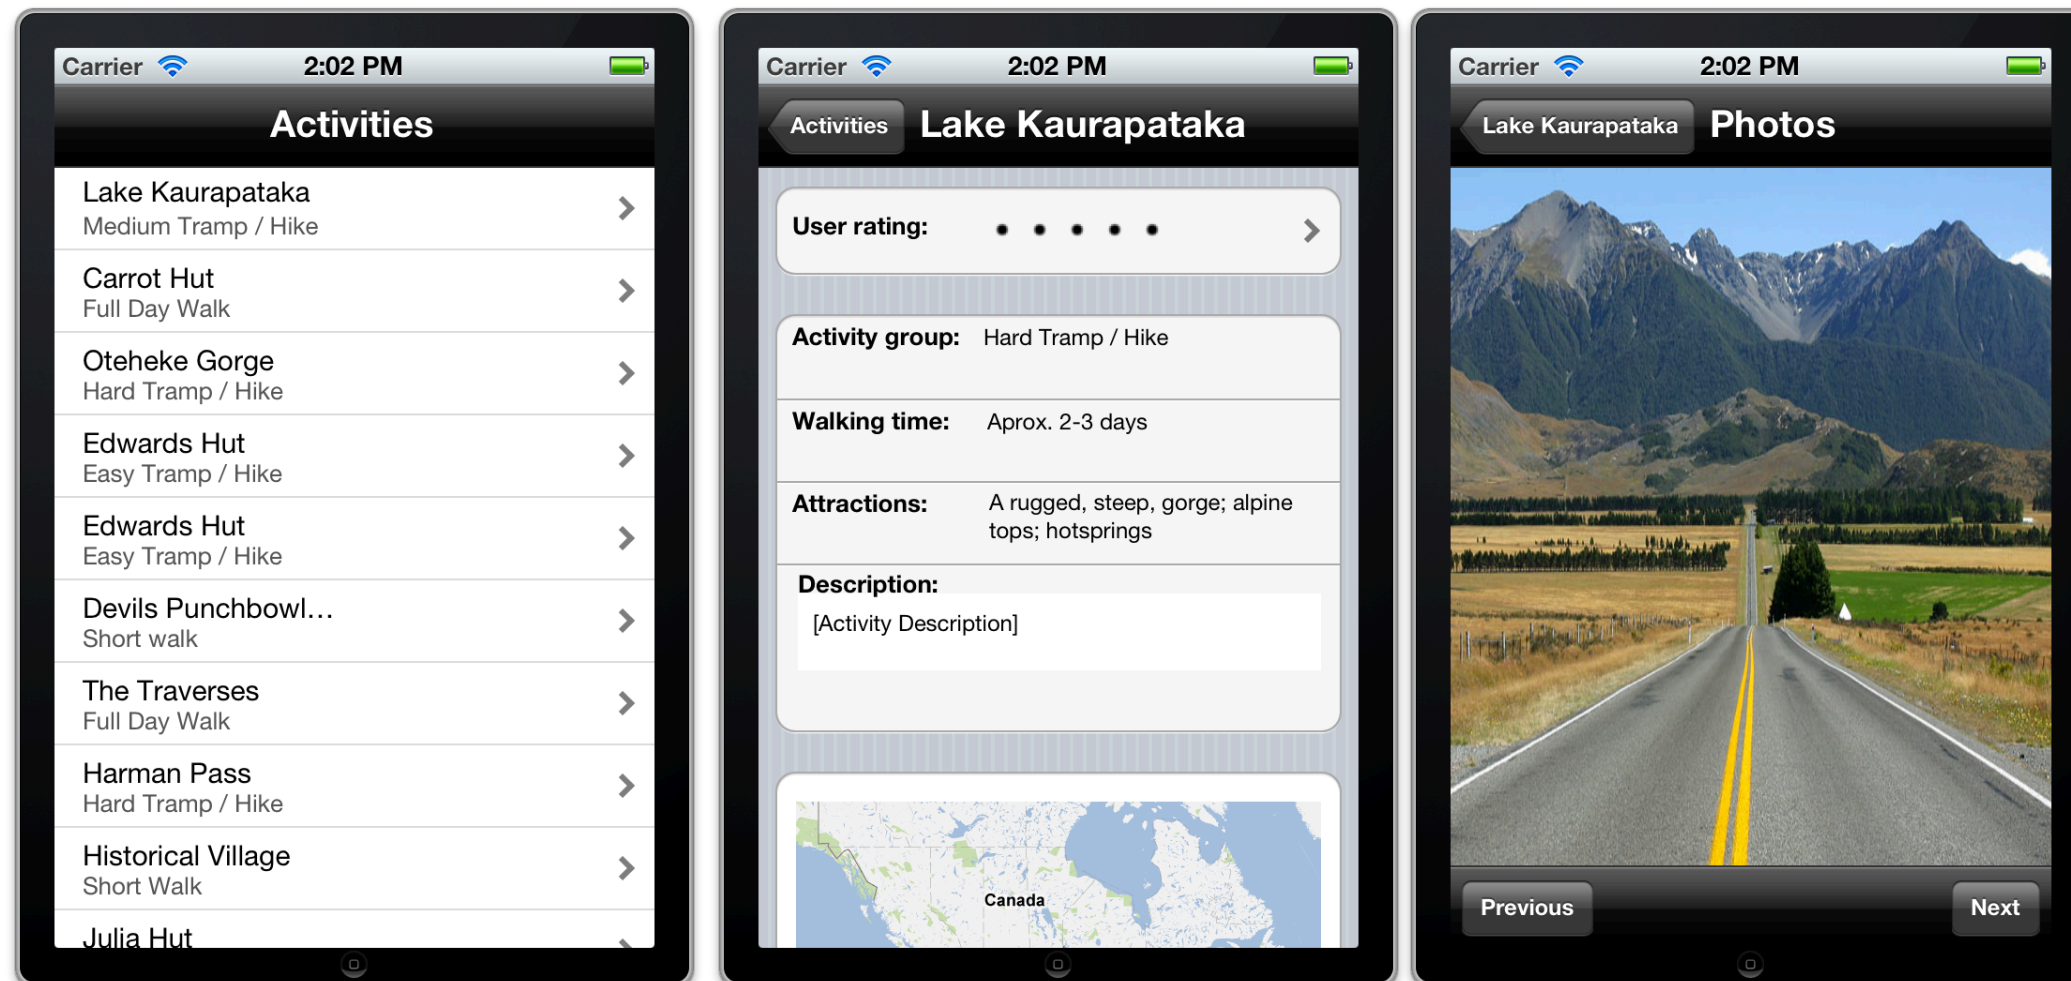 Carrier 2:02 PM
Activities
Lake Kaurapataka
Medium Tramp / Hike
Carrot Hut
Full Day Walk
Oteheke Gorge
Hard Tramp / Hike
Edwards Hut
Easy Tramp / Hike
Edwards Hut
Easy Tramp / Hike
Devils Punchbowl...
Short walk
The Traverses
Full Day Walk
Harman Pass
Hard Tramp / Hike
Historical Village
Short Walk
Julia Hut
Carrier 2:02 PM
Activities Lake Kaurapataka
User rating:
Activity group: Hard Tramp / Hike
Walking time: Aprox. 2-3 days
Attractions: A rugged, steep, gorge; alpine
tops; hotsprings
Description:
[Activity Description]
Canada
Carrier 2:02 PM
Lake Kaurapataka Photos
Previous Next